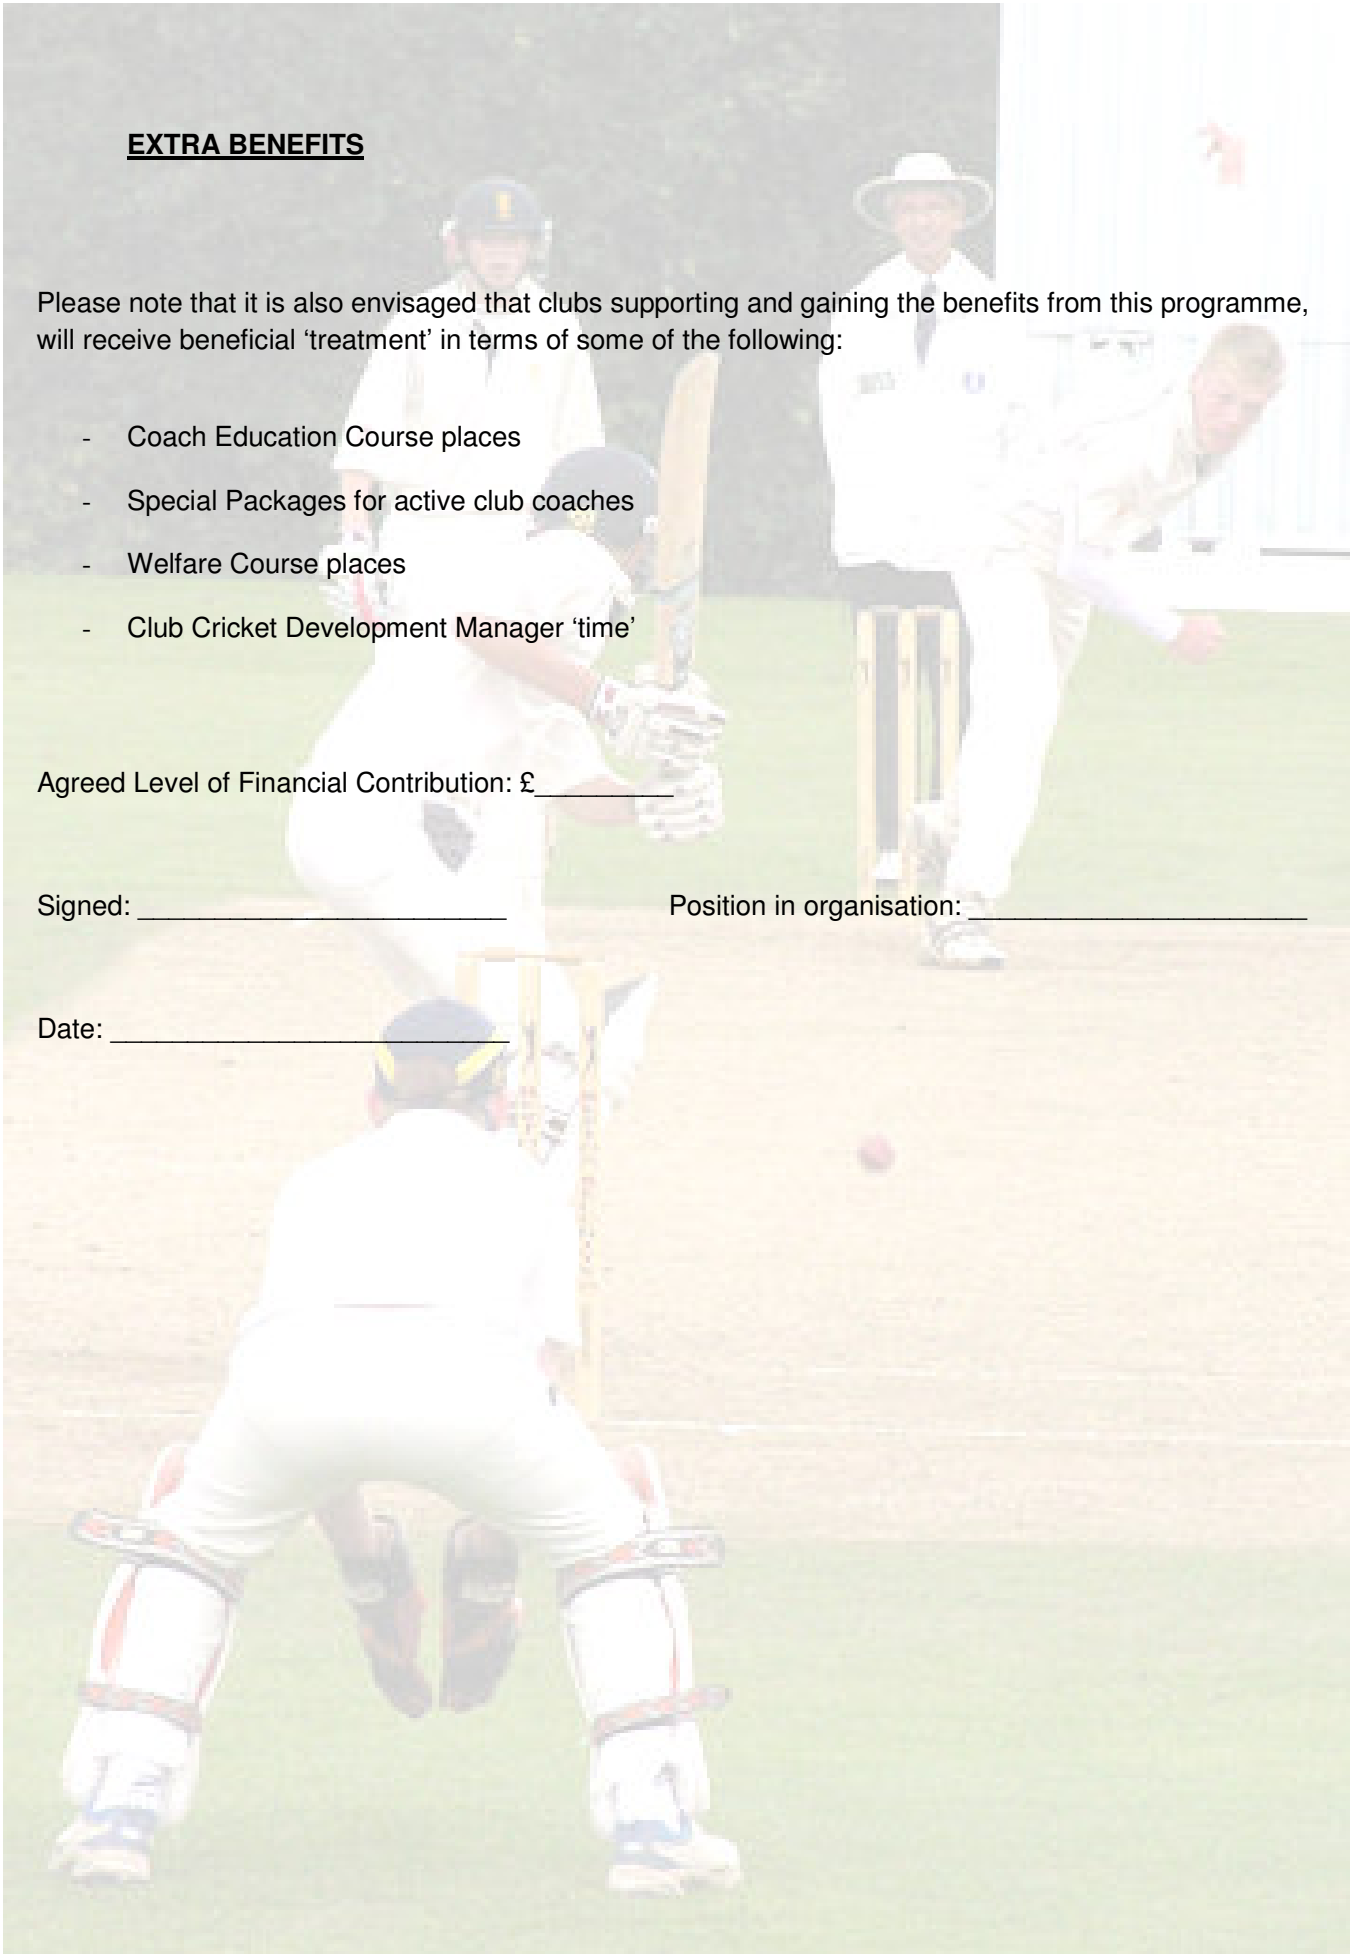 EXTRA BENEFITS
Please note that it is also envisaged that clubs supporting and gaining the benefits from this programme,
will receive beneficial ‘treatment’ in terms of some of the following:
- Coach Education Course places
- Special Packages for active club coaches
- Welfare Course places
- Club Cricket Development Manager ‘time’
Agreed Level of Financial Contribution: £_________
Signed: ________________________ Position in organisation: ______________________
Date: __________________________